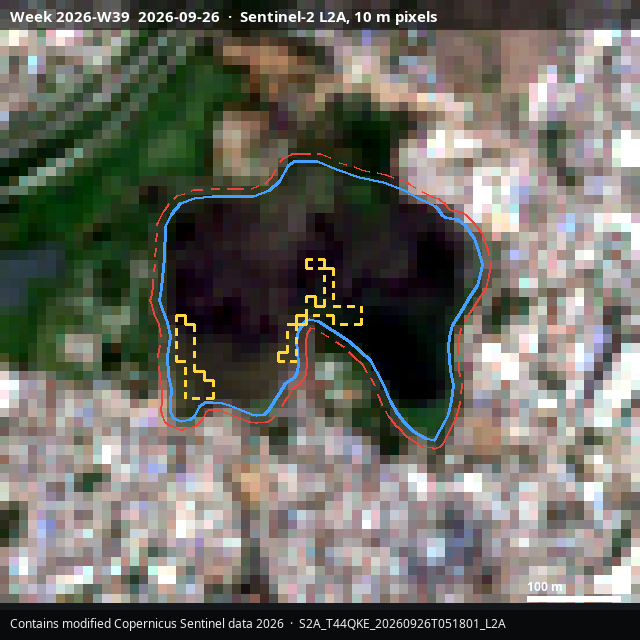 Week 2026-W39  2026-09-26  ·  Sentinel-2 L2A, 10 m pixels
100 m
Contains modified Copernicus Sentinel data 2026  ·  S2A_T44QKE_20260926T051801_L2A